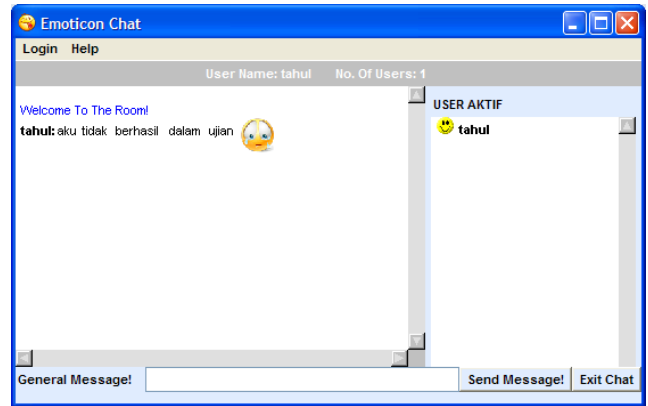 Emoticon Chat
Login Help
User Name: tahul No. Of Users: 1
Welcome To The Room!
tahul: aku tidak berhasil dalam ujian
USER AKTIF
tahul
General Message!
Send Message! Exit Chat